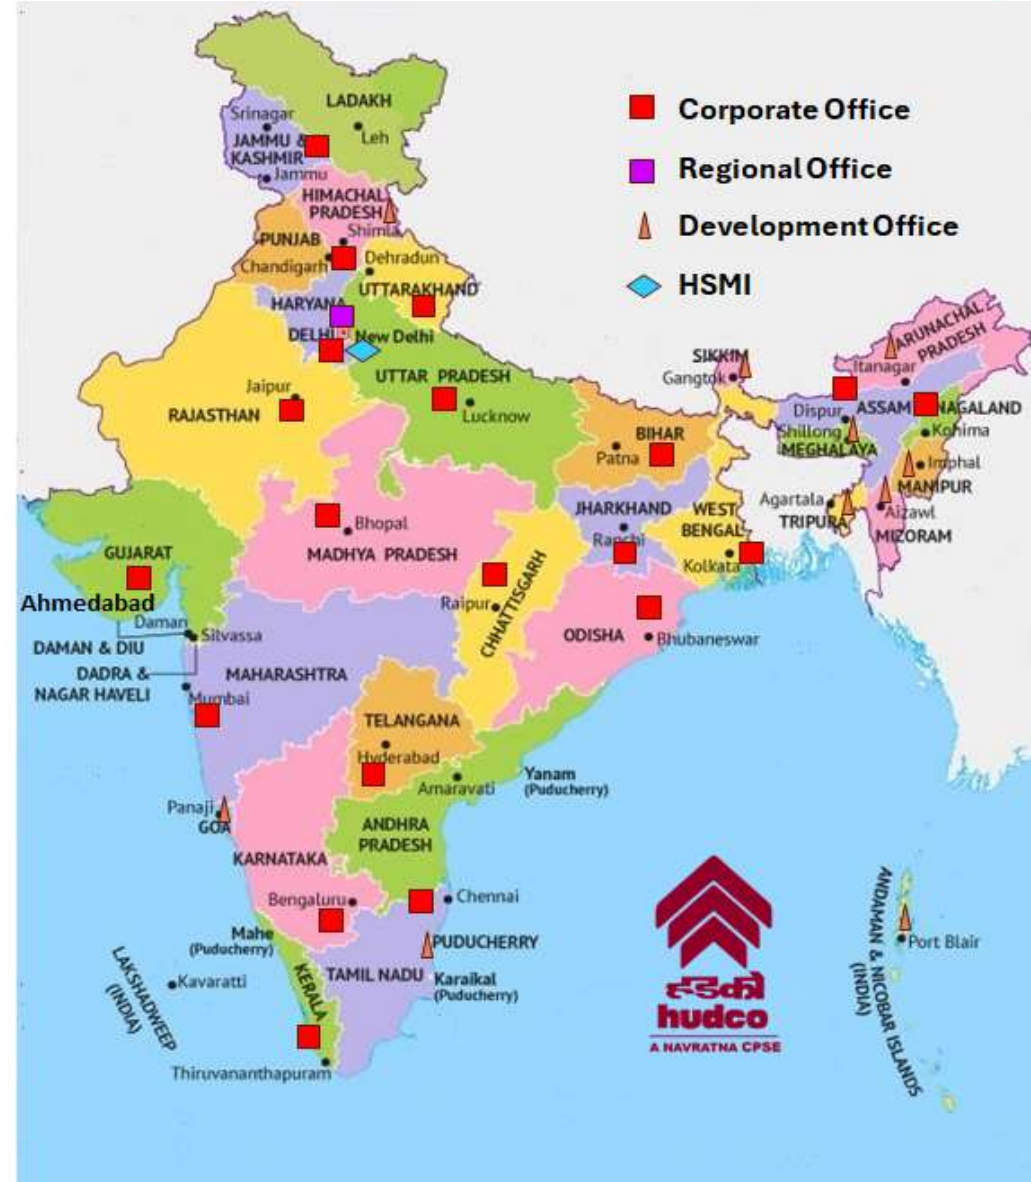 LADAKH
Srinagar
Leh
JAMMU &
KASHMIR
Jammu
HIMACHAL
PRADESH
Shimla
PUNJAB
Chandigarh
Dehradun
UTTARAKHAND
HARYANA
DELHI
New Delhi
UTTAR PRADESH
Lucknow
Jaipur
RAJASTHAN
Corporate Office
Regional Office
Development Office
HSMI
SIKKIM
Gangtok
ARUNACHAL
PRADESH
Itanagar
Dispur
ASSAM
NAGALAND
Shillong
Kohima
MEGHALAYA
Imphal
MANIPUR
Agartala
TRIPURA
Aizawl
MIZORAM
BIHAR
Patna
JHARKHAND
Ranchi
WEST
BENGAL
Kolkata
Bhopal
MADHYA PRADESH
GUJARAT
Ahmedabad
Daman
Silvassa
DAMAN & DIU
DADRA &
NAGAR HAVELI
Raipur
CHHATTISGARH
ODISHA
Bhubaneswar
MAHARASHTRA
Mumbai
TELANGANA
Hyderabad
Amaravati
Yanam
(Puducherry)
Panaji
GOA
ANDHRA
PRADESH
KARNATAKA
Bengaluru
Chennai
Mahe
(Puducherry)
PUDUCHERRY
TAMIL NADU
Karaikal
(Puducherry)
KERALA
LAKSHADWEEP
(INDIA)
Kavaratti
Thiruvananthapuram
हडको
hudco
A NAVRATNA CPSE
ANDAMAN & NICOBAR ISLANDS
(INDIA)
Port Blair